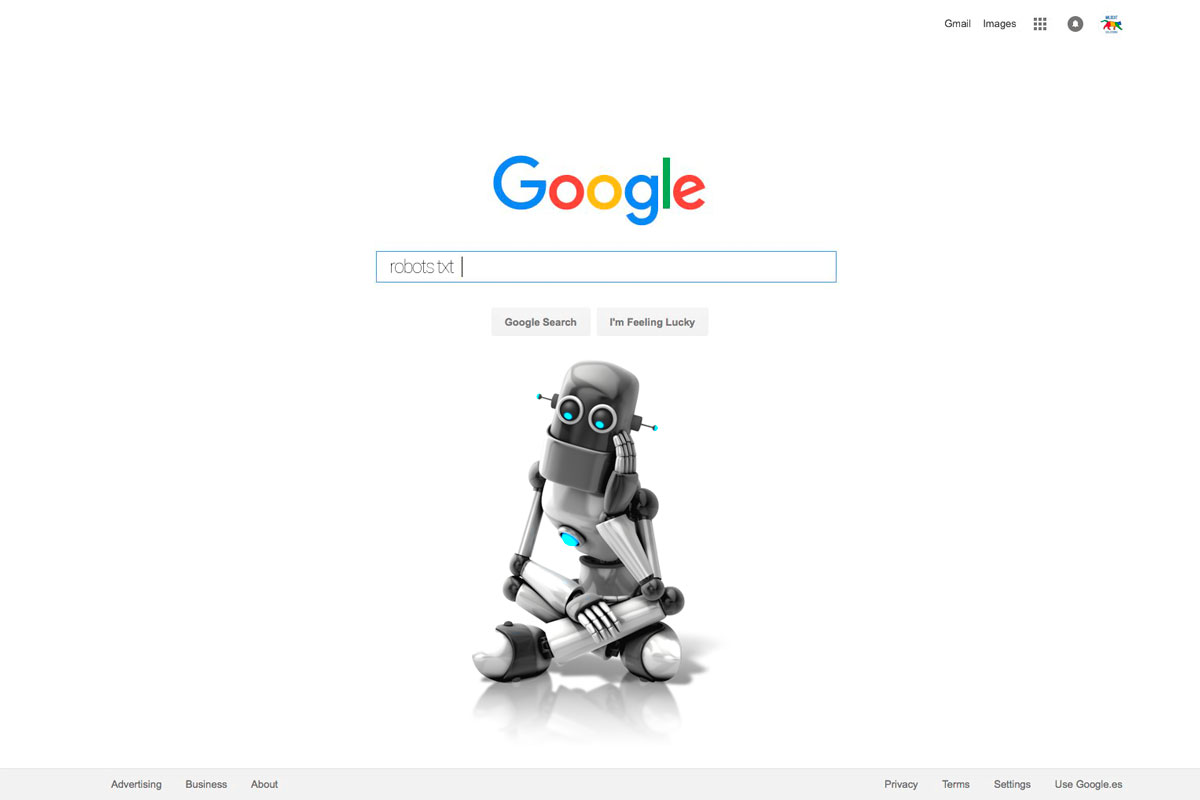 Gmail Images
Google
robots txt
Google Search I'm Feeling Lucky
Advertising Business About Privacy Terms Settings Use Google.es